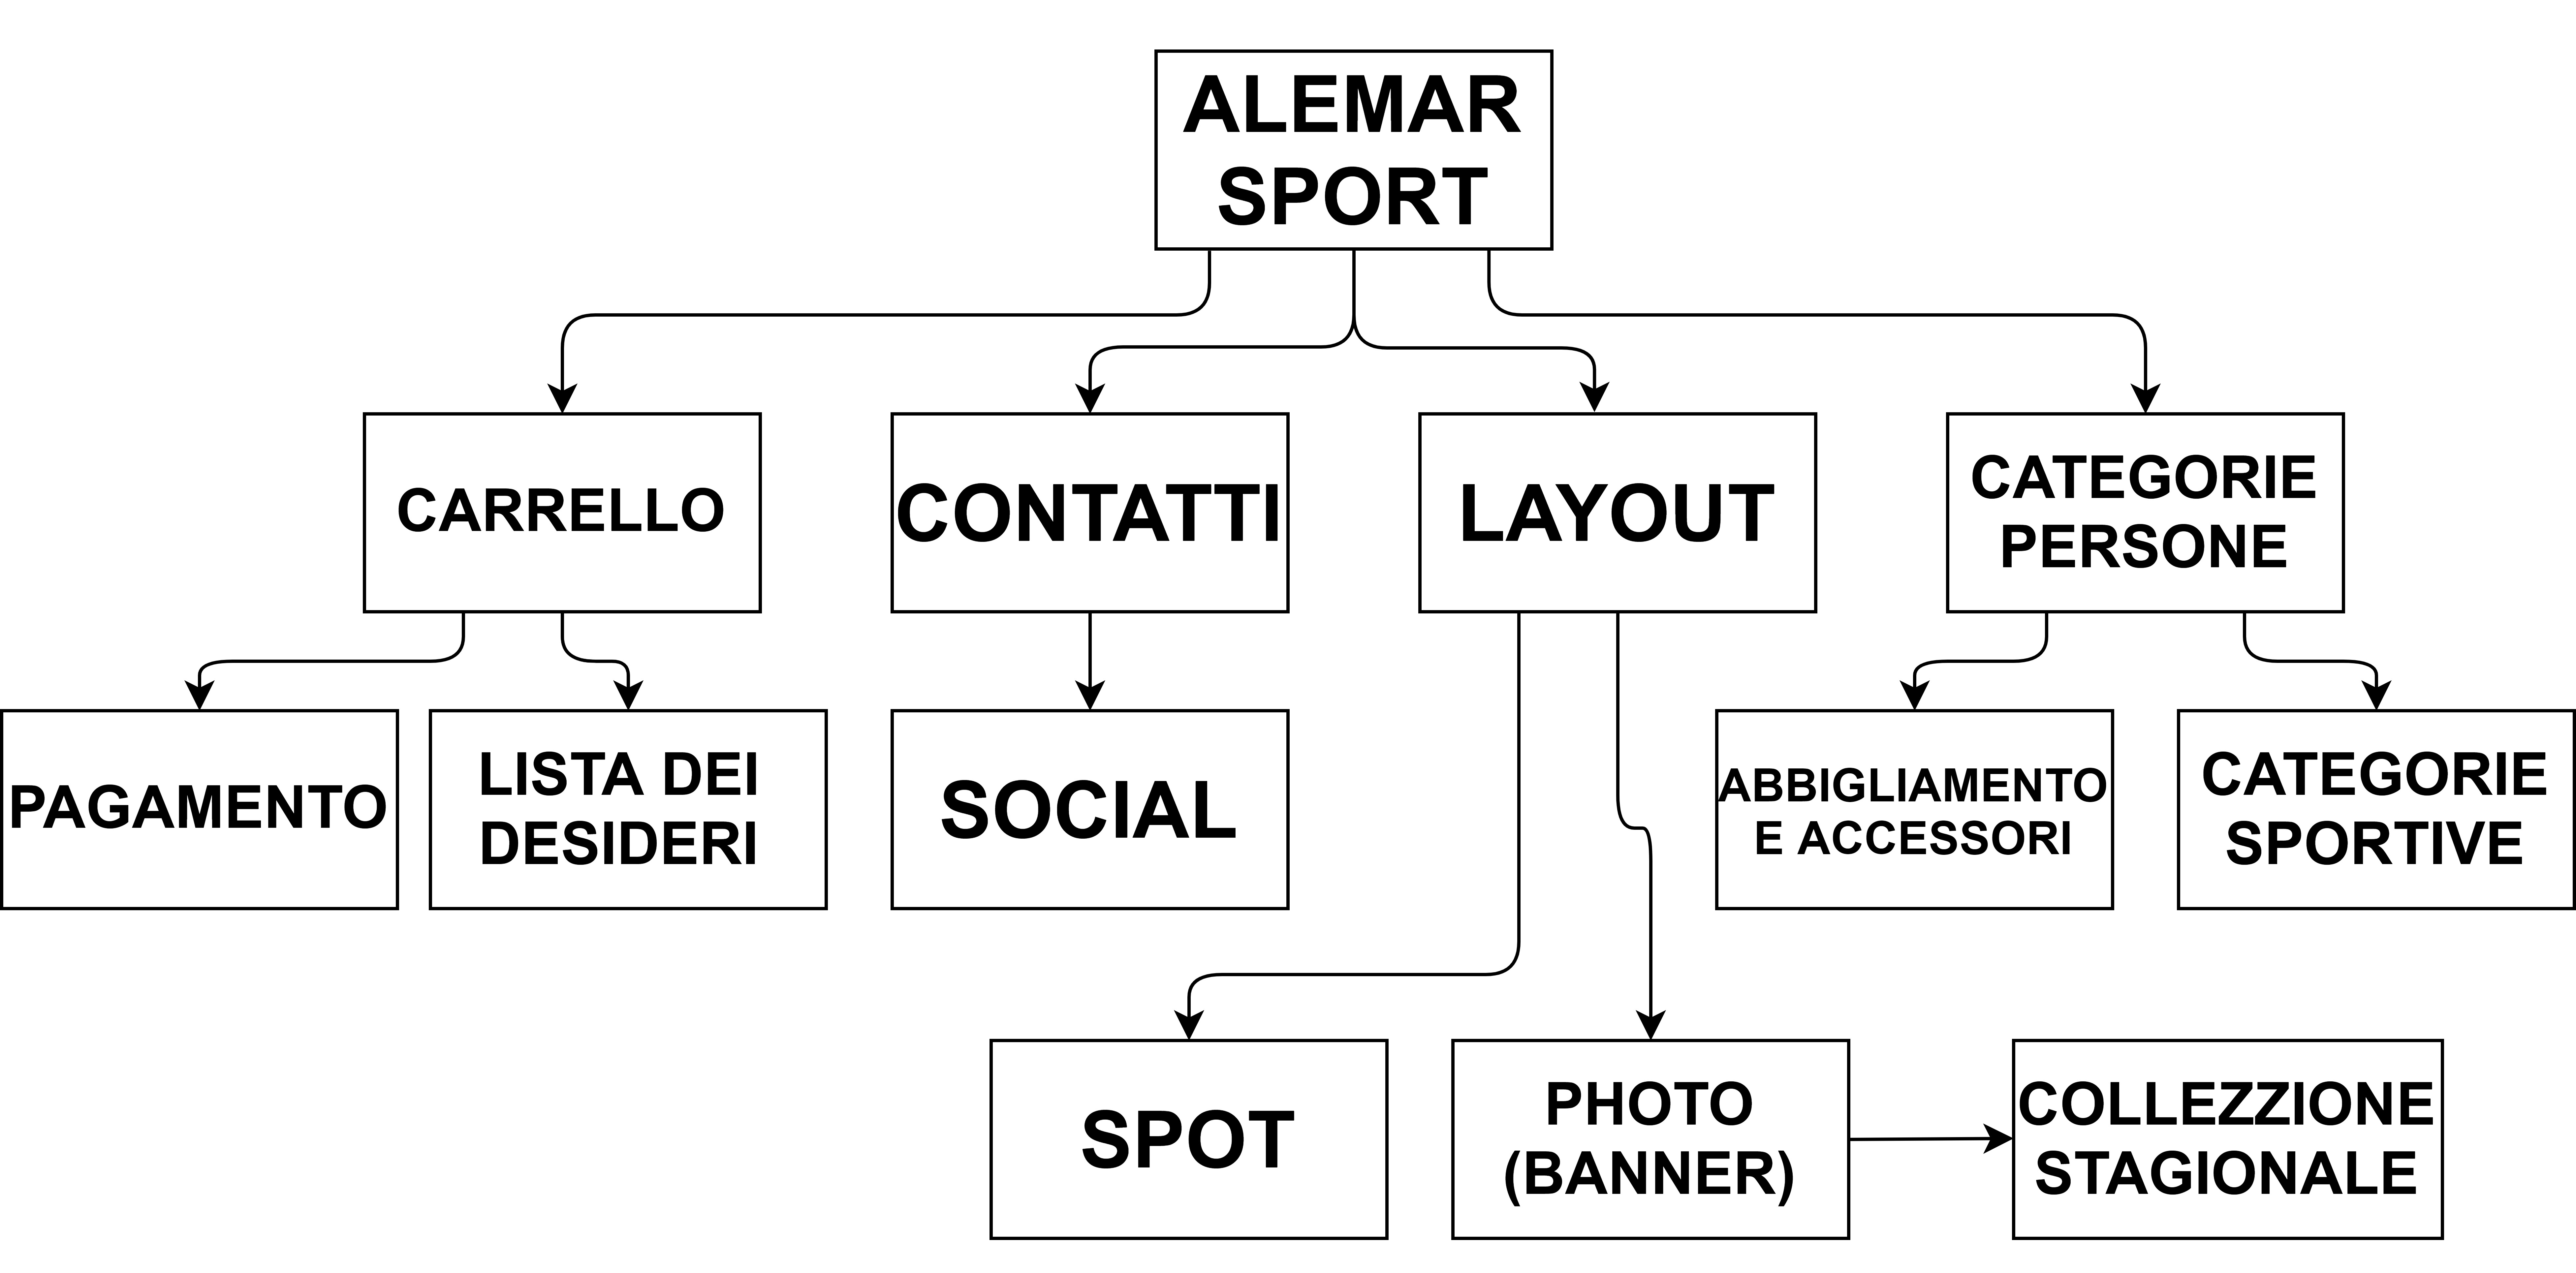 ALEMAR
SPORT
CARRELLO
CONTATTI
LAYOUT
CATEGORIE
PERSONE
PAGAMENTO
LISTA DEI
DESIDERI
SOCIAL
ABBIGLIAMENTO
E ACCESSORI
CATEGORIE
SPORTIVE
SPOT
PHOTO
(BANNER)
COLLEZZIONE
STAGIONALE